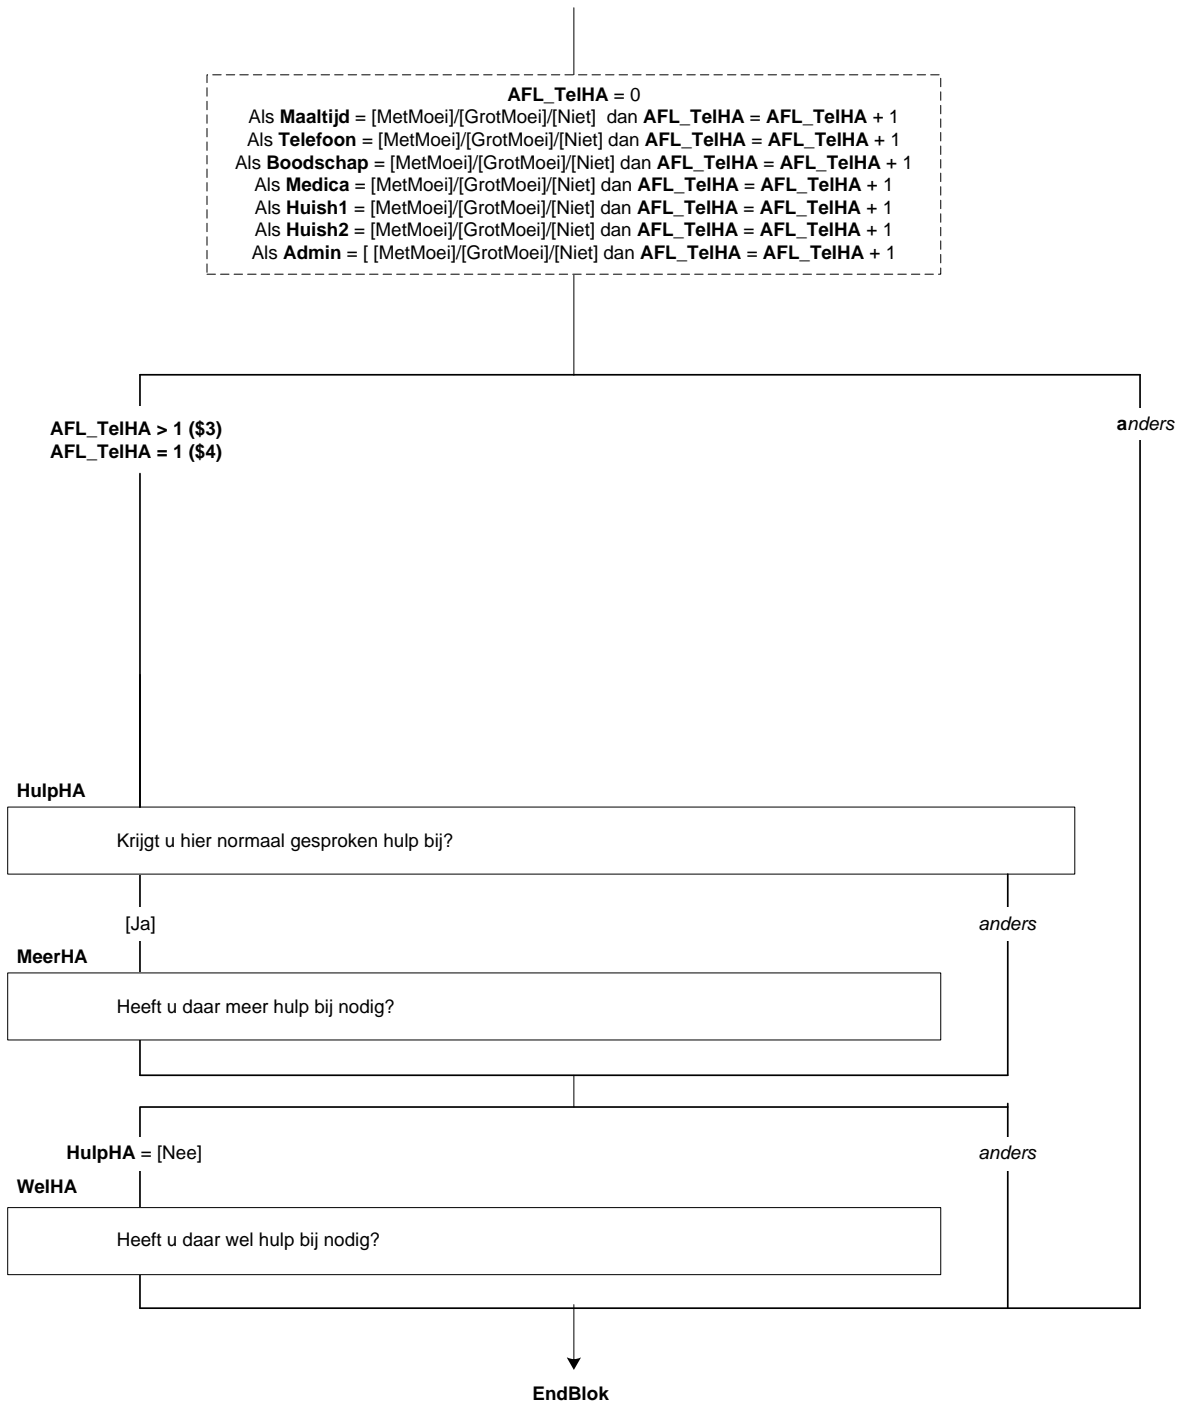 AFL_TelHA = 0
Als Maaltijd = [MetMoei]/[GrotMoei]/[Niet]  dan AFL_TelHA = AFL_TelHA + 1
Als Telefoon = [MetMoei]/[GrotMoei]/[Niet] dan AFL_TelHA = AFL_TelHA + 1
Als Boodschap = [MetMoei]/[GrotMoei]/[Niet] dan AFL_TelHA = AFL_TelHA + 1
Als Medica = [MetMoei]/[GrotMoei]/[Niet] dan AFL_TelHA = AFL_TelHA + 1
Als Huish1 = [MetMoei]/[GrotMoei]/[Niet] dan AFL_TelHA = AFL_TelHA + 1
Als Huish2 = [MetMoei]/[GrotMoei]/[Niet] dan AFL_TelHA = AFL_TelHA + 1
Als Admin = [ [MetMoei]/[GrotMoei]/[Niet] dan AFL_TelHA = AFL_TelHA + 1
AFL_TelHA > 1 ($3)
anders
AFL_TelHA = 1 ($4)
HulpHA
Krijgt u hier normaal gesproken hulp bij?
[Ja]
anders
MeerHA
Heeft u daar meer hulp bij nodig?
HulpHA = [Nee]
anders
WelHA
Heeft u daar wel hulp bij nodig?
EndBlok